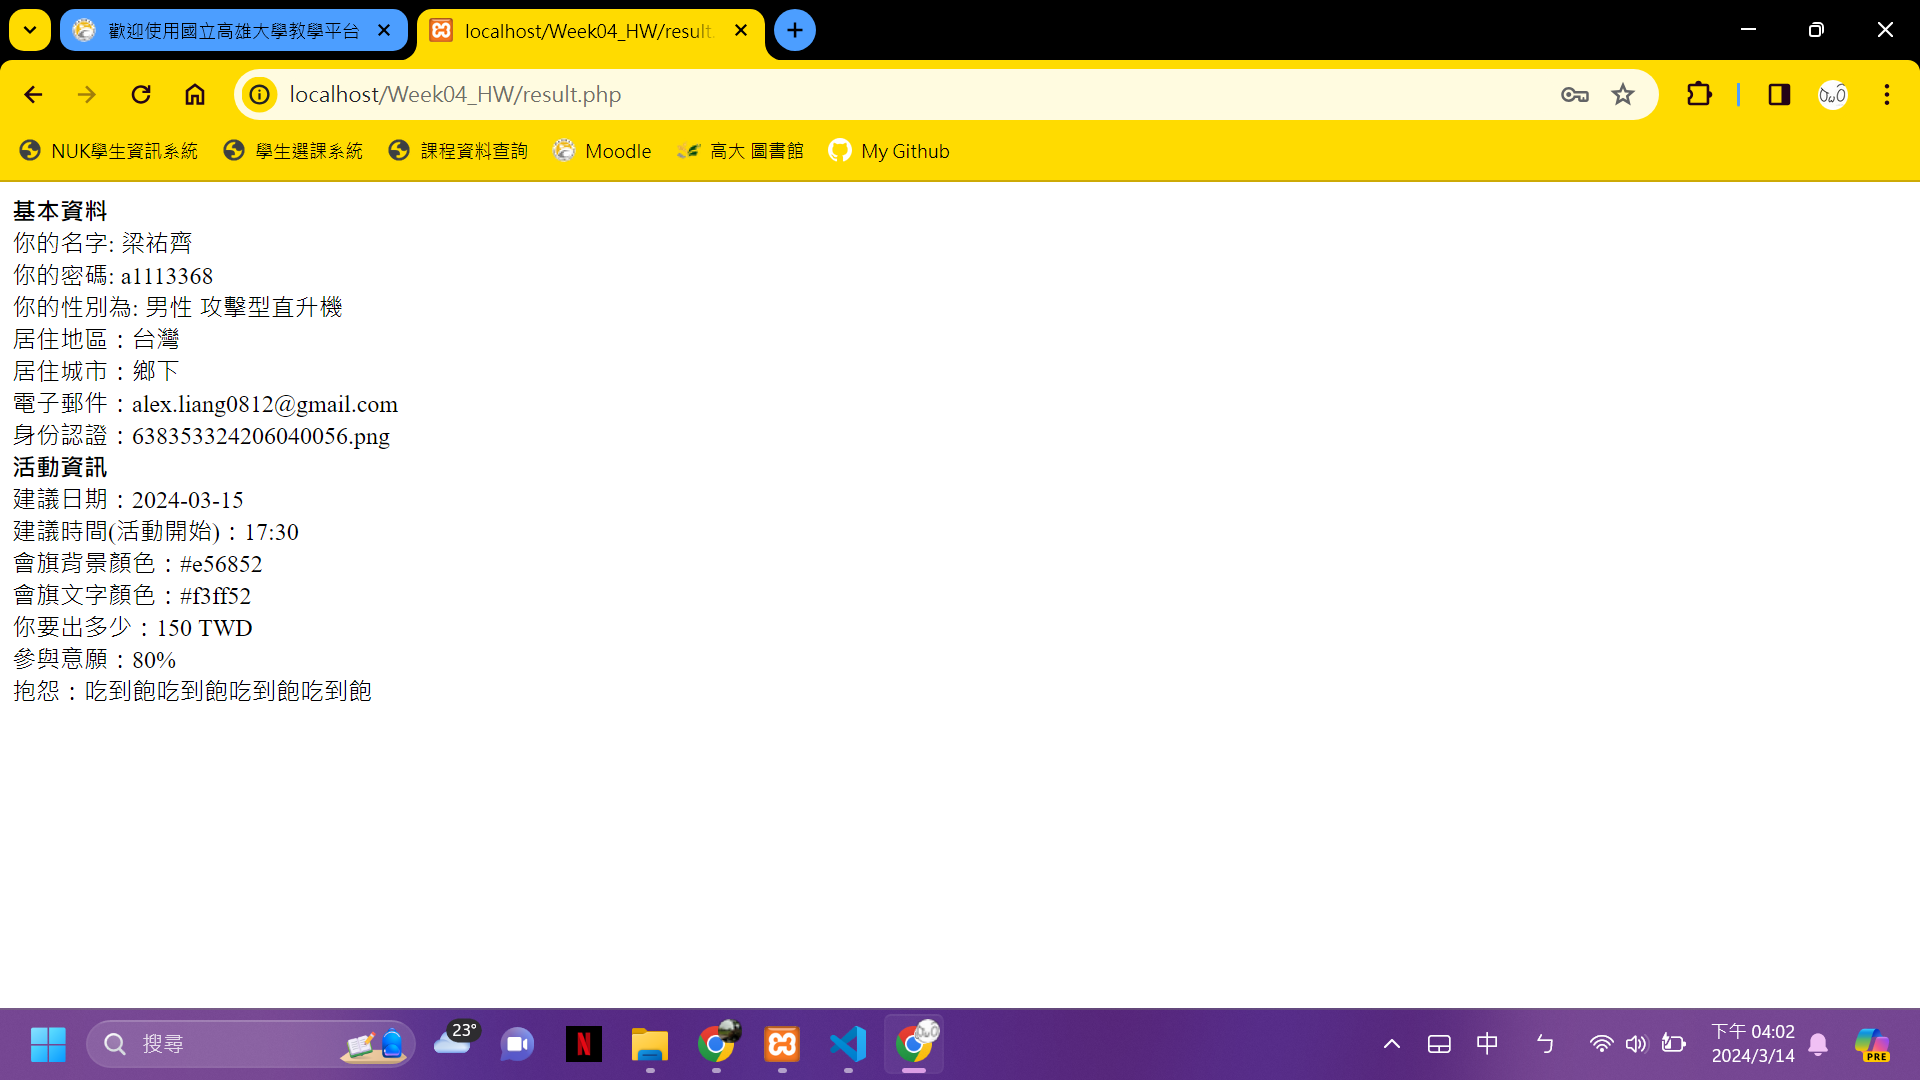 歡迎使用國立高雄大學教學平台
localhost/Week04_HW/result.
localhost/Week04_HW/result.php
NUK學生資訊系統
學生選課系統
課程資料查詢
Moodle
高大 圖書館
My Github
基本資料
你的名字: 梁祐齊
你的密碼: a1113368
你的性別為: 男性 攻擊型直升機
居住地區：台灣
居住城市：鄉下
電子郵件：alex.liang0812@gmail.com
身份認證：638353324206040056.png
活動資訊
建議日期：2024-03-15
建議時間(活動開始)：17:30
會旗背景顏色：#e56852
會旗文字顏色：#f3ff52
你要出多少：150 TWD
參與意願：80%
抱怨：吃到飽吃到飽吃到飽吃到飽
搜尋
23°
N
中
ㄅ
下午 04:02
2024/3/14
PRE